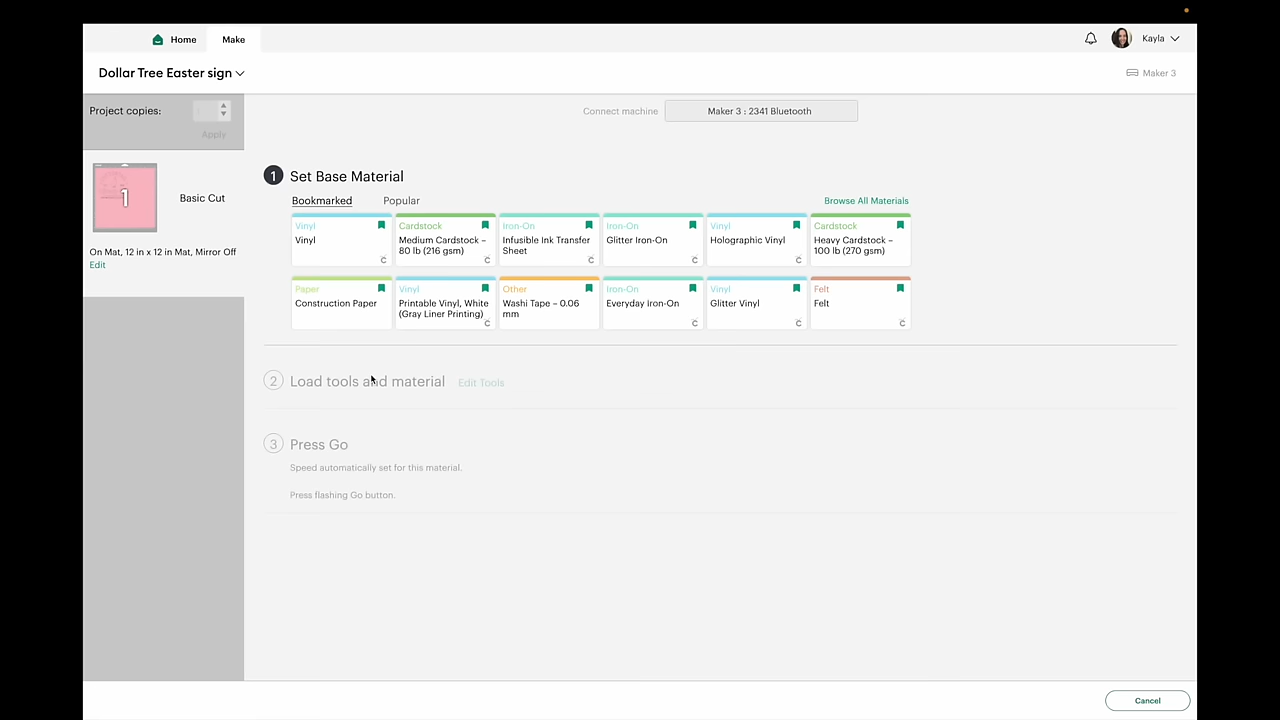 Home
Make
Kayla
Dollar Tree Easter sign
Maker 3
Project copies:
Apply
Connect machine
Maker 3 : 2341 Bluetooth
1
Basic Cut
On Mat, 12 in x 12 in Mat, Mirror Off
Edit
1 Set Base Material
Bookmarked
Popular
Browse All Materials
Vinyl
Vinyl
C
Cardstock
Medium Cardstock –
80 lb (216 gsm)
C
Iron-On
Infusible Ink Transfer
Sheet
C
Iron-On
Glitter Iron-On
C
Vinyl
Holographic Vinyl
C
Cardstock
Heavy Cardstock –
100 lb (270 gsm)
C
Paper
Construction Paper
Vinyl
Printable Vinyl, White
(Gray Liner Printing)
C
Other
Washi Tape – 0.06
mm
Iron-On
Everyday Iron-On
C
Vinyl
Glitter Vinyl
C
Felt
Felt
C
2 Load tools and material
Edit Tools
3 Press Go
Speed automatically set for this material.
Press flashing Go button.
Cancel